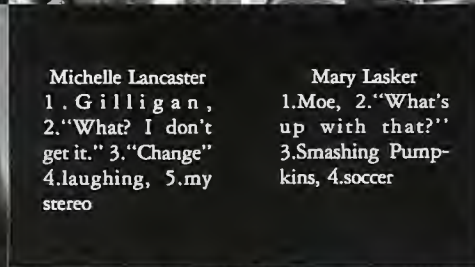 Michelle Lancaster
1. Gilligan,
2."What? I don't
get it." 3."Change"
4.laughing, 5.my
stereo
Mary Lasker
1.Moe, 2."What's
up with that?"
3.Smashing Pump-
kins, 4.soccer